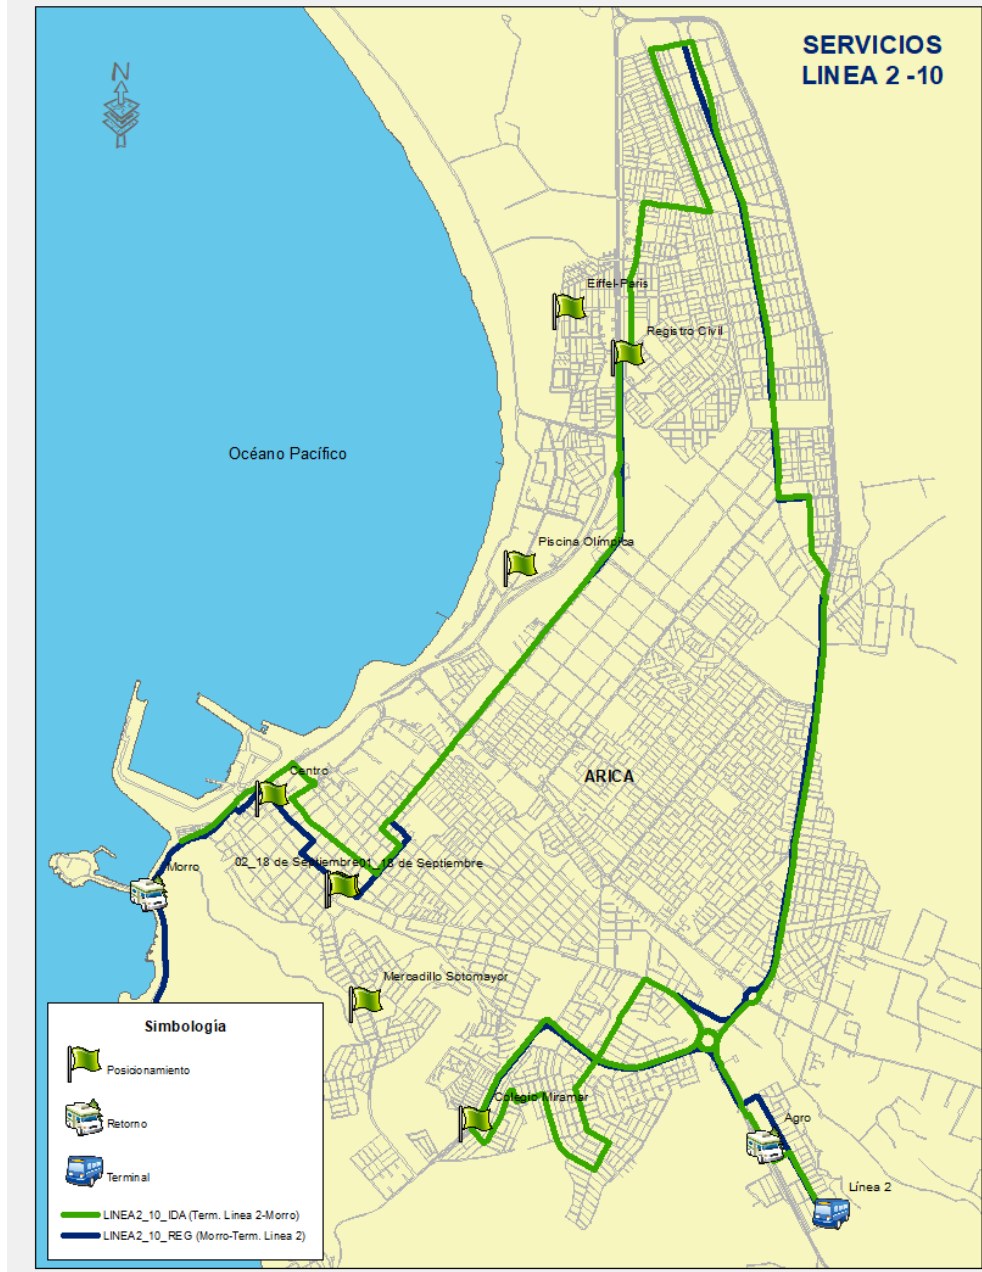 SERVICIOS
LINEA 2 -10
N
Eiffel-Paris
Registro Civil
Océano Pacífico
Piscina Olímpica
ARICA
Centro
02_18 de Septiembre
01_18 de Septiembre
Morro
Mercadillo Sotomayor
Colegio Miramar
Agro
Línea 2
Simbología
Posicionamiento
Retorno
Terminal
LINEA2_10_IDA (Term. Linea 2-Morro)
LINEA2_10_REG (Morro-Term. Linea 2)